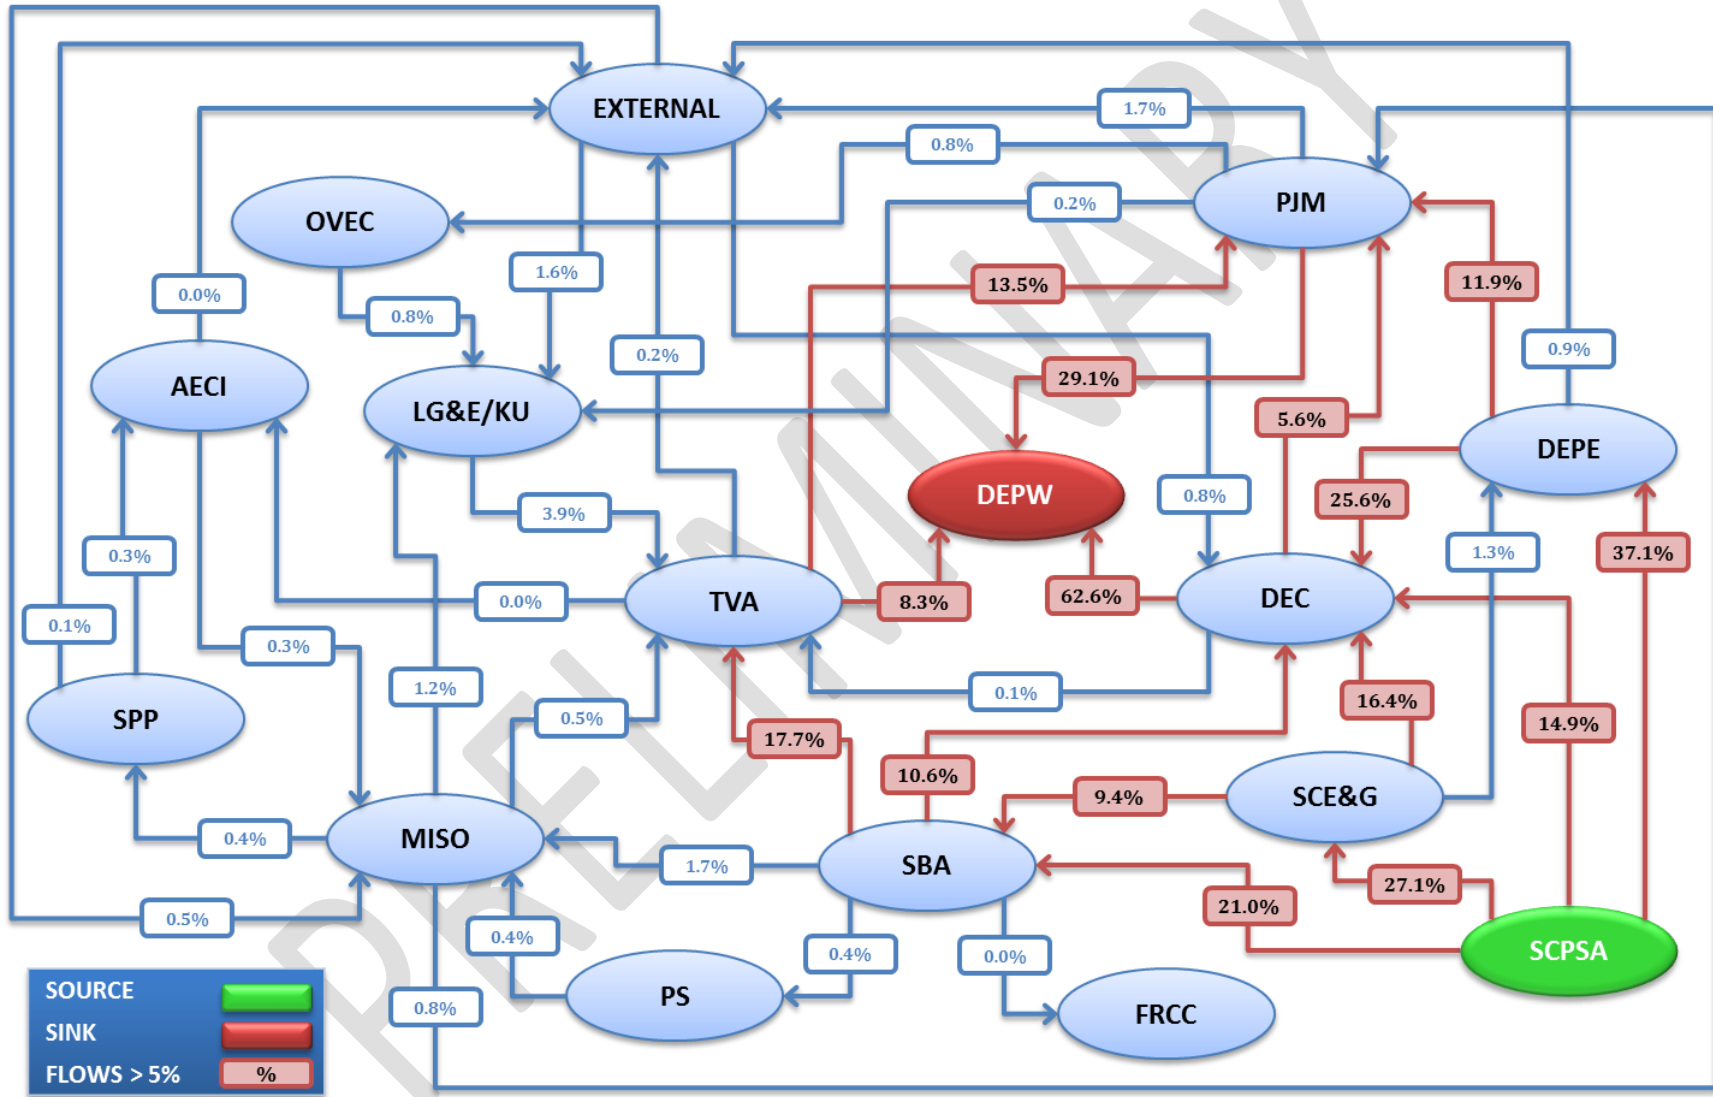 EXTERNAL
1.7%
0.8%
PJM
0.2%
OVEC
1.6%
13.5%
11.9%
0.0%
0.8%
0.2%
29.1%
0.9%
AECI
LG&E/KU
5.6%
DEPE
DEPW
0.8%
25.6%
3.9%
0.3%
1.3%
37.1%
TVA
0.0%
8.3%
62.6%
DEC
0.1%
0.3%
1.2%
0.1%
16.4%
SPP
0.5%
17.7%
14.9%
10.6%
9.4%
SCE&G
0.4%
MISO
1.7%
SBA
27.1%
21.0%
0.5%
0.4%
0.4%
0.0%
SCPSA
PS
0.8%
FRCC
SOURCE
SINK
FLOWS > 5%
%
PRELIMINARY